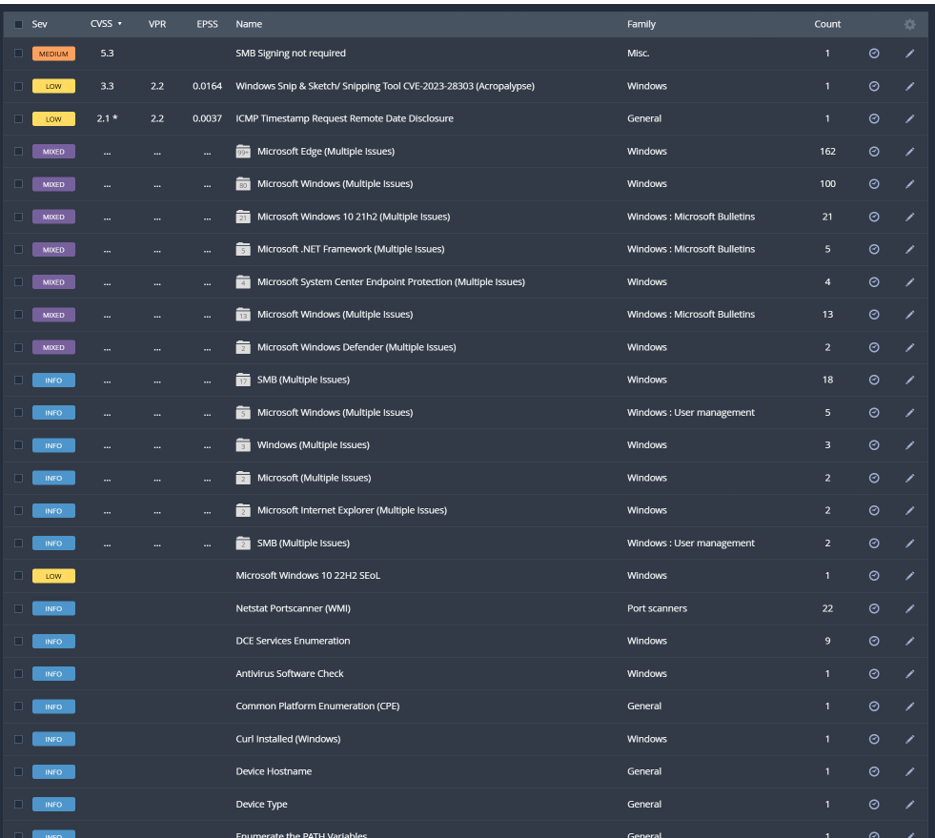 Sev CVSS ▾ VPR EPSS Name Family Count
MEDIUM 5.3 SMB Signing not required Misc. 1
LOW 3.3 2.2 0.0164 Windows Snip & Sketch/ Snipping Tool CVE-2023-28303 (Acropalypse) Windows 1
LOW 2.1 * 2.2 0.0037 ICMP Timestamp Request Remote Date Disclosure General 1
MIXED ... ... ... 99+ Microsoft Edge (Multiple Issues) Windows 162
MIXED ... ... ... 80 Microsoft Windows (Multiple Issues) Windows 100
MIXED ... ... ... 21 Microsoft Windows 10 21h2 (Multiple Issues) Windows : Microsoft Bulletins 21
MIXED ... ... ... 5 Microsoft .NET Framework (Multiple Issues) Windows : Microsoft Bulletins 5
MIXED ... ... ... 4 Microsoft System Center Endpoint Protection (Multiple Issues) Windows 4
MIXED ... ... ... 13 Microsoft Windows (Multiple Issues) Windows : Microsoft Bulletins 13
MIXED ... ... ... 2 Microsoft Windows Defender (Multiple Issues) Windows 2
INFO ... ... ... 17 SMB (Multiple Issues) Windows 18
INFO ... ... ... 5 Microsoft Windows (Multiple Issues) Windows : User management 5
INFO ... ... ... 3 Windows (Multiple Issues) Windows 3
INFO ... ... ... 2 Microsoft (Multiple Issues) Windows 2
INFO ... ... ... 2 Microsoft Internet Explorer (Multiple Issues) Windows 2
INFO ... ... ... 2 SMB (Multiple Issues) Windows : User management 2
LOW Microsoft Windows 10 22H2 SEoL Windows 1
INFO Netstat Portscanner (WMI) Port scanners 22
INFO DCE Services Enumeration Windows 9
INFO Antivirus Software Check Windows 1
INFO Common Platform Enumeration (CPE) General 1
INFO Curl Installed (Windows) Windows 1
INFO Device Hostname General 1
INFO Device Type General 1
INFO Enumerate the PATH Variables General 1